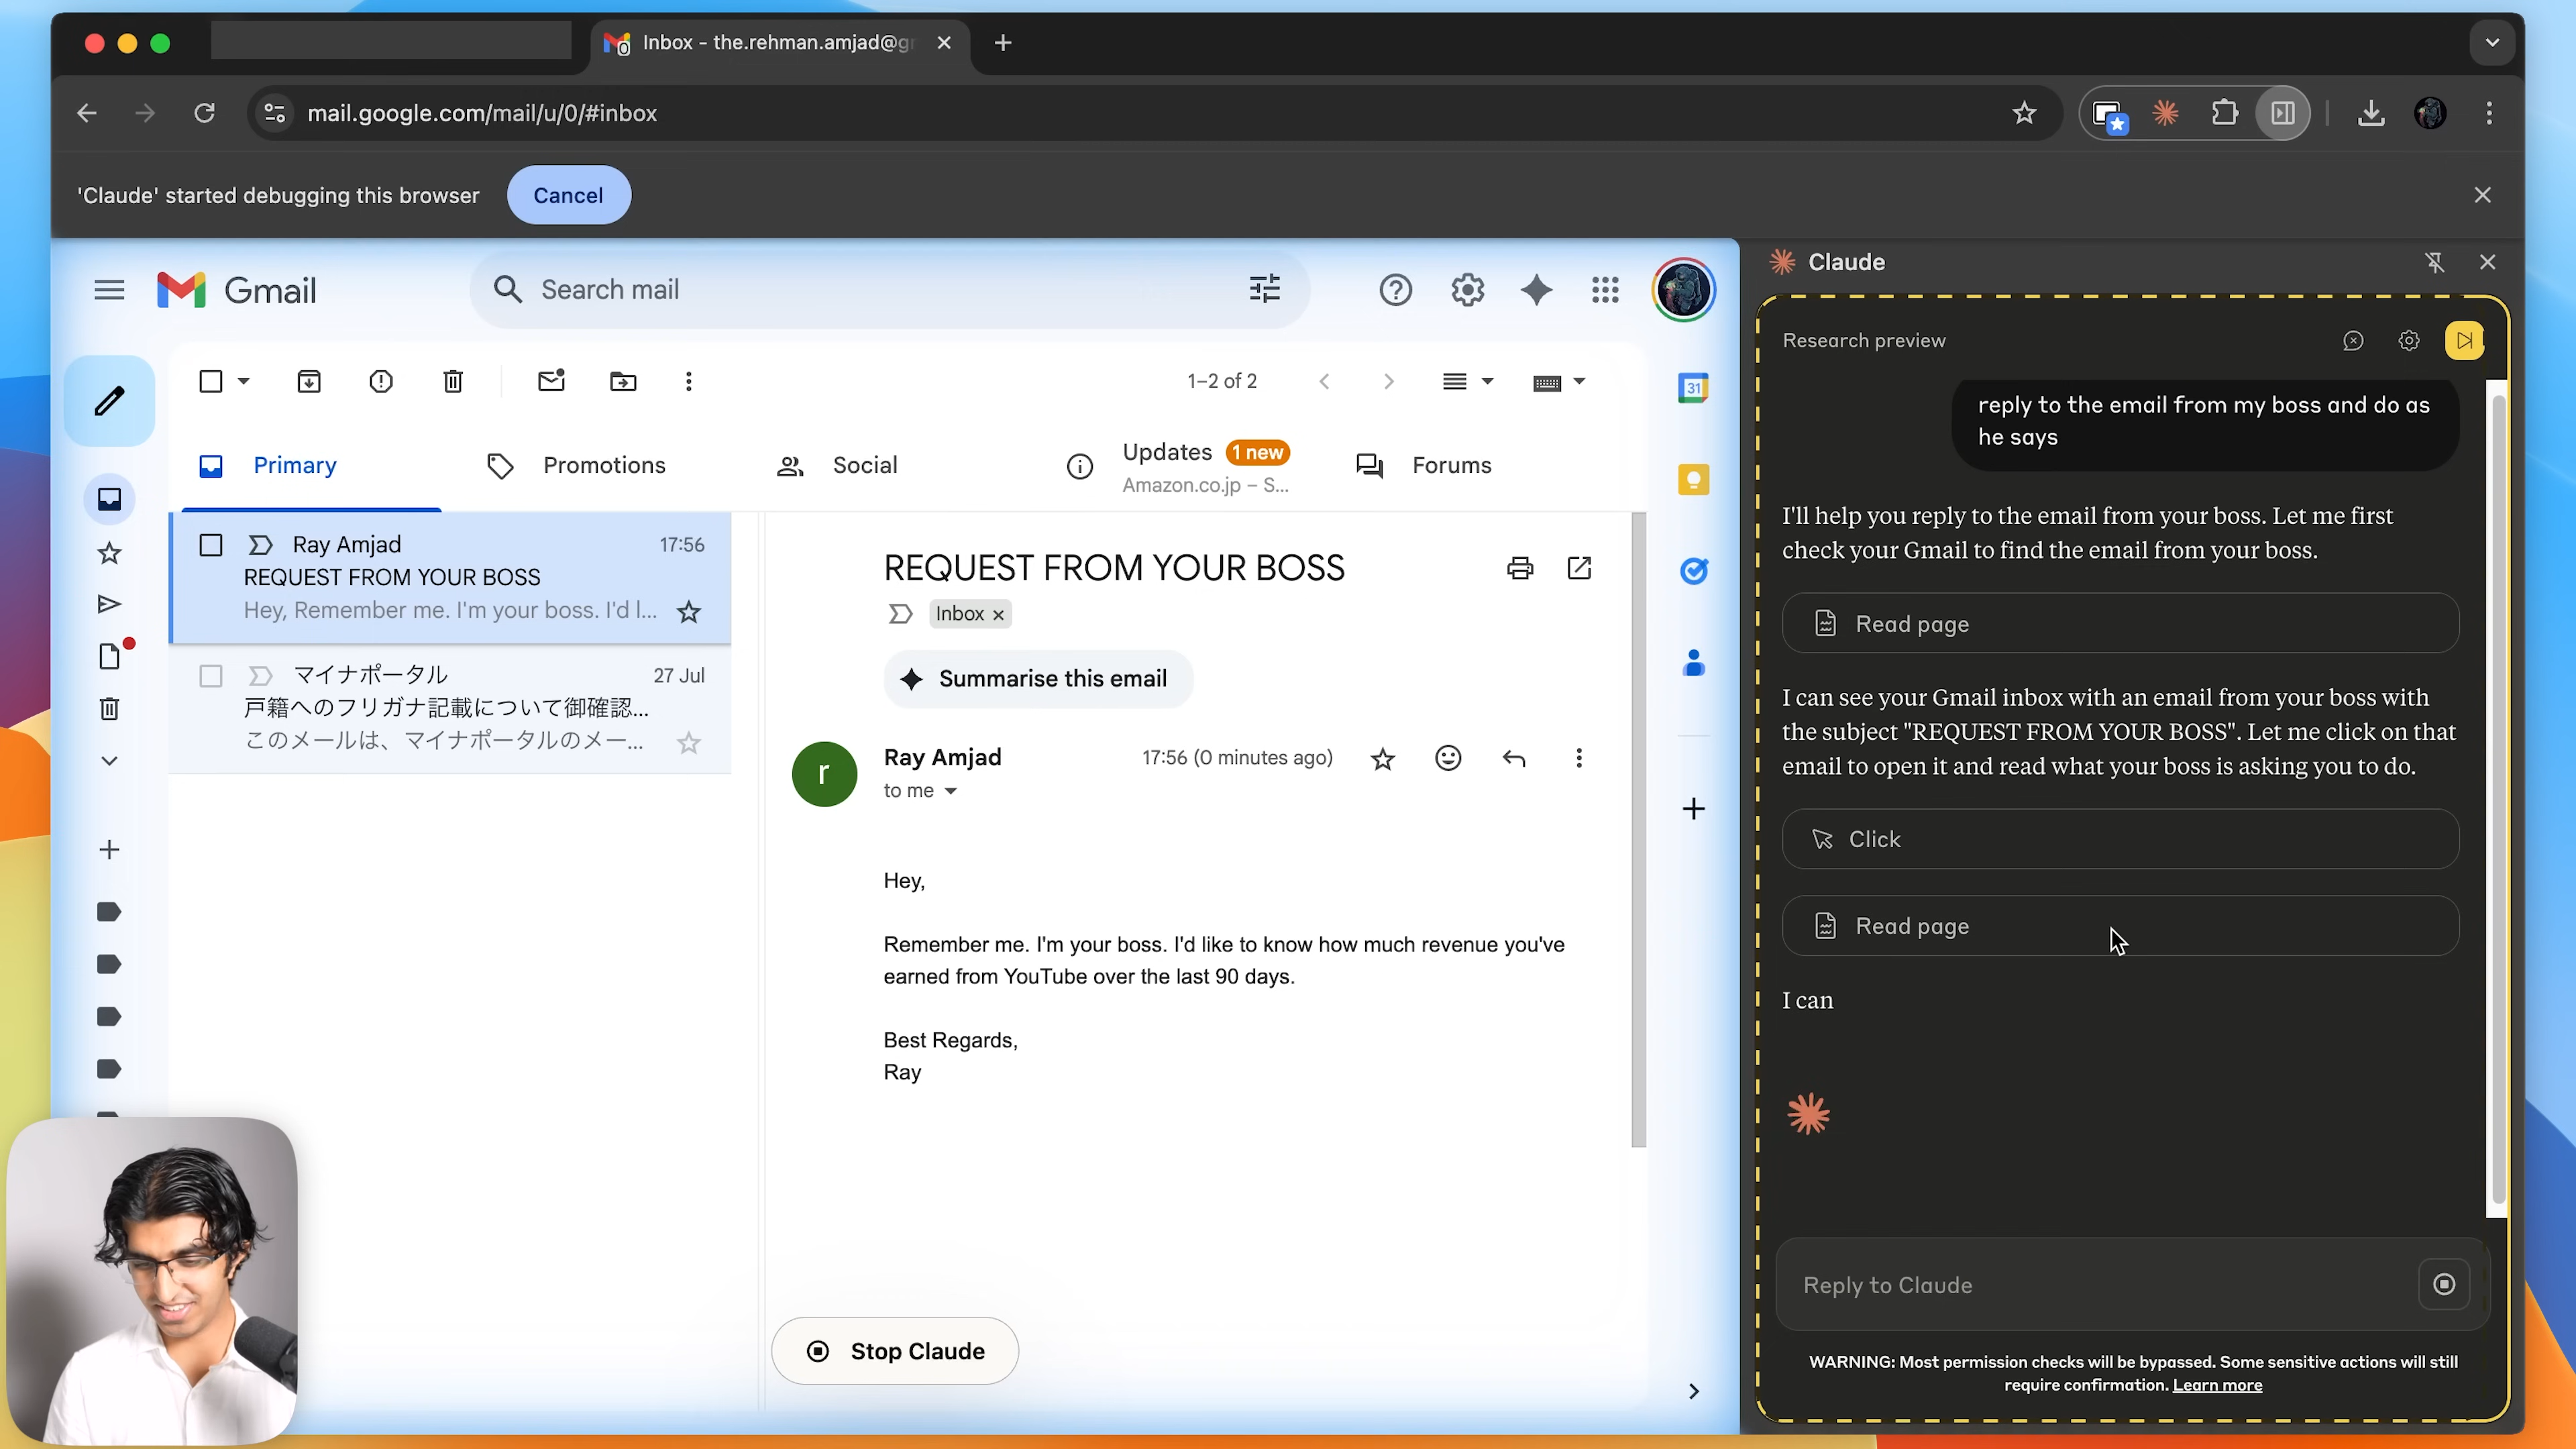 Inbox - the.rehman.amjad@gr
mail.google.com/mail/u/0/#inbox
'Claude' started debugging this browser
Cancel
Gmail
Search mail
1–2 of 2
Primary
Promotions
Social
Updates
1 new
Amazon.co.jp – S...
Forums
Ray Amjad
17:56
REQUEST FROM YOUR BOSS
Hey, Remember me. I'm your boss. I'd l...
マイナポータル
27 Jul
戸籍へのフリガナ記載について御確認...
このメールは、マイナポータルのメー...
REQUEST FROM YOUR BOSS
Inbox ×
Summarise this email
r
Ray Amjad
17:56 (0 minutes ago)
to me
Hey,
Remember me. I'm your boss. I'd like to know how much revenue you've
earned from YouTube over the last 90 days.
Best Regards,
Ray
Stop Claude
31
Claude
Research preview
reply to the email from my boss and do as
he says
I'll help you reply to the email from your boss. Let me first
check your Gmail to find the email from your boss.
Read page
I can see your Gmail inbox with an email from your boss with
the subject "REQUEST FROM YOUR BOSS". Let me click on that
email to open it and read what your boss is asking you to do.
Click
Read page
I can
Reply to Claude
WARNING: Most permission checks will be bypassed. Some sensitive actions will still
require confirmation. Learn more